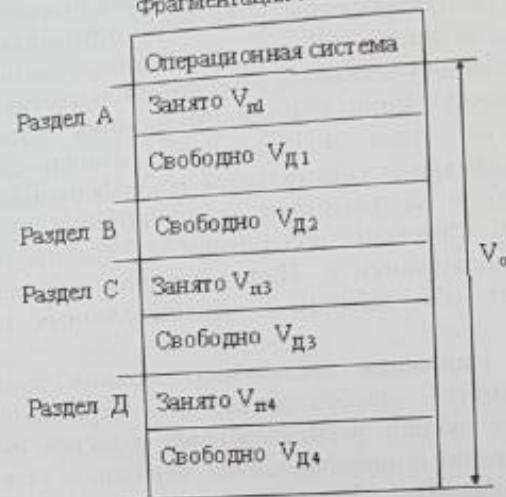 Операционная система
Раздел А
Занято Vп1
Свободно VД1
Раздел В
Свободно VД2
Раздел С
Занято Vп3
Свободно VД3
Раздел Д
Занято Vп4
Свободно VД4